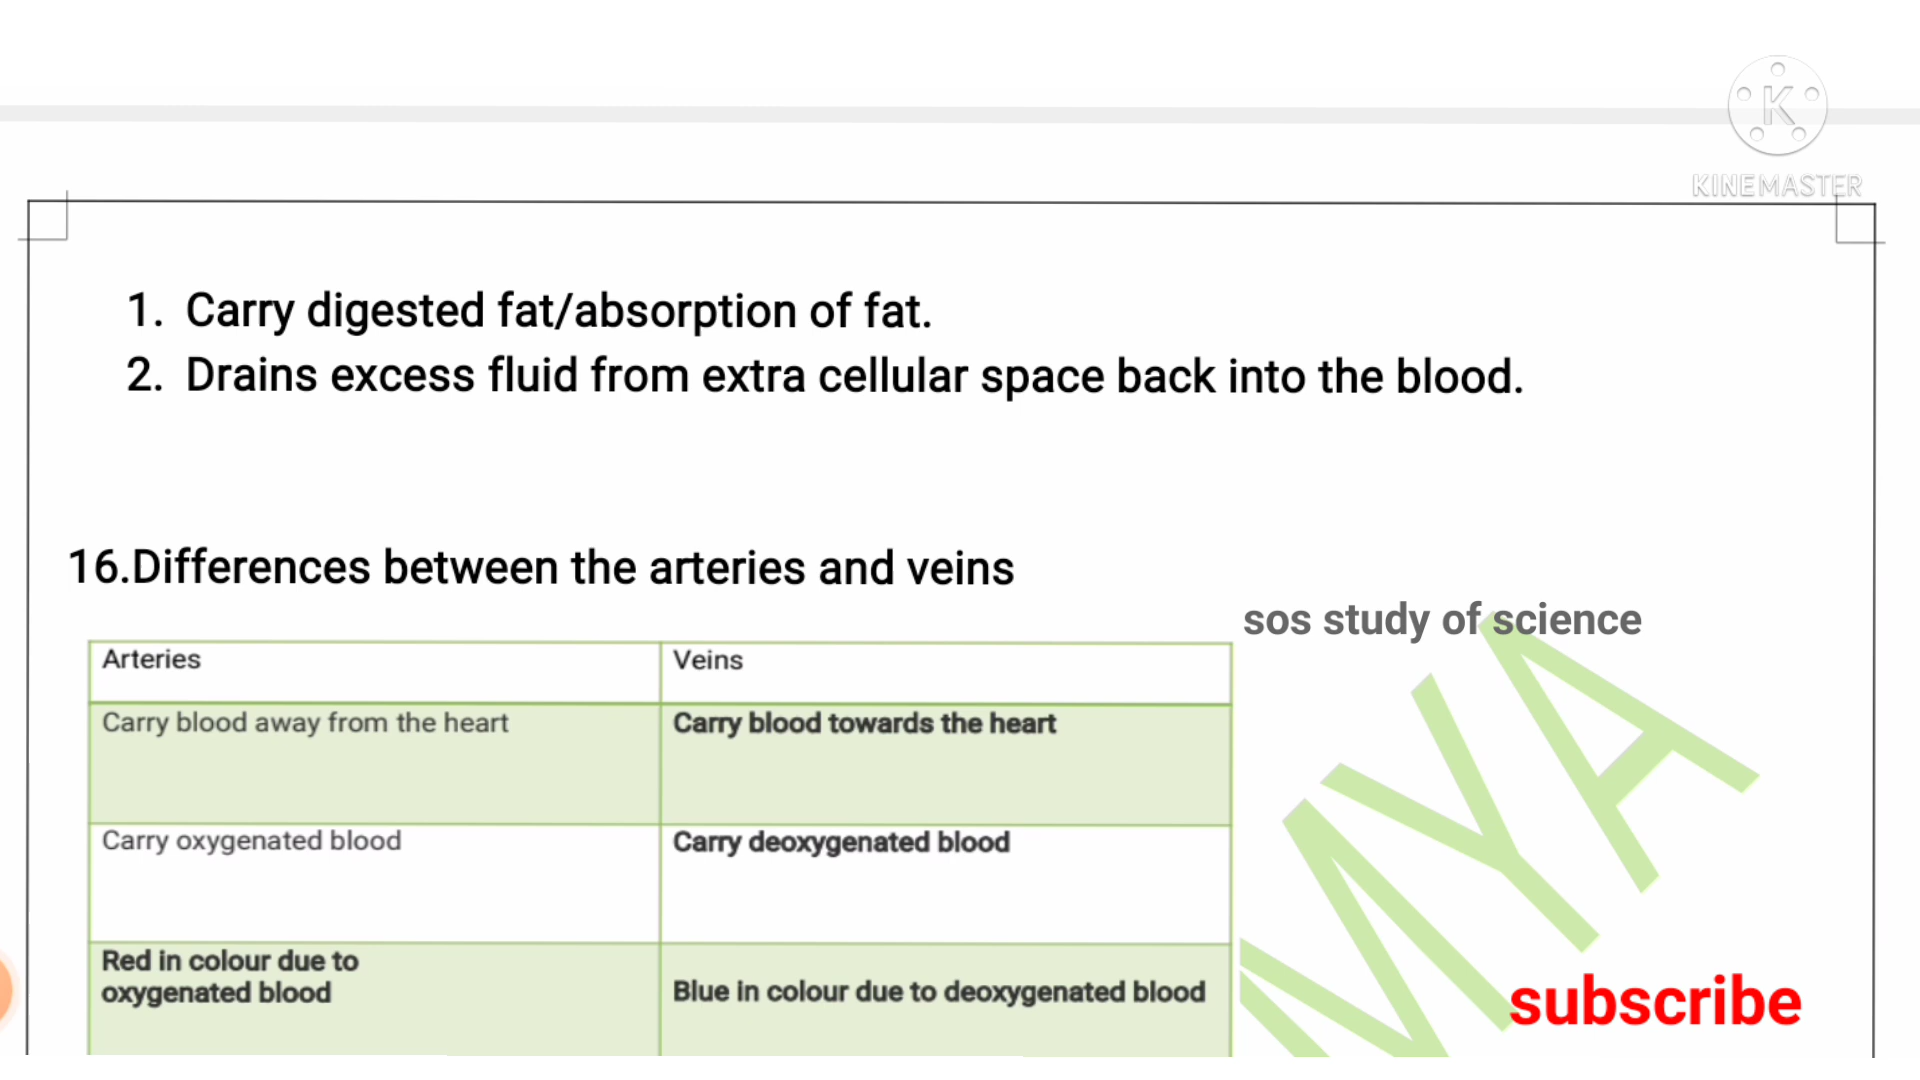 K
KINEMASTER
1. Carry digested fat/absorption of fat.
2. Drains excess fluid from extra cellular space back into the blood.
16.Differences between the arteries and veins
sos study of science
Arteries
Veins
Carry blood away from the heart
Carry blood towards the heart
Carry oxygenated blood
Carry deoxygenated blood
Red in colour due to
oxygenated blood
Blue in colour due to deoxygenated blood
MYA
subscribe